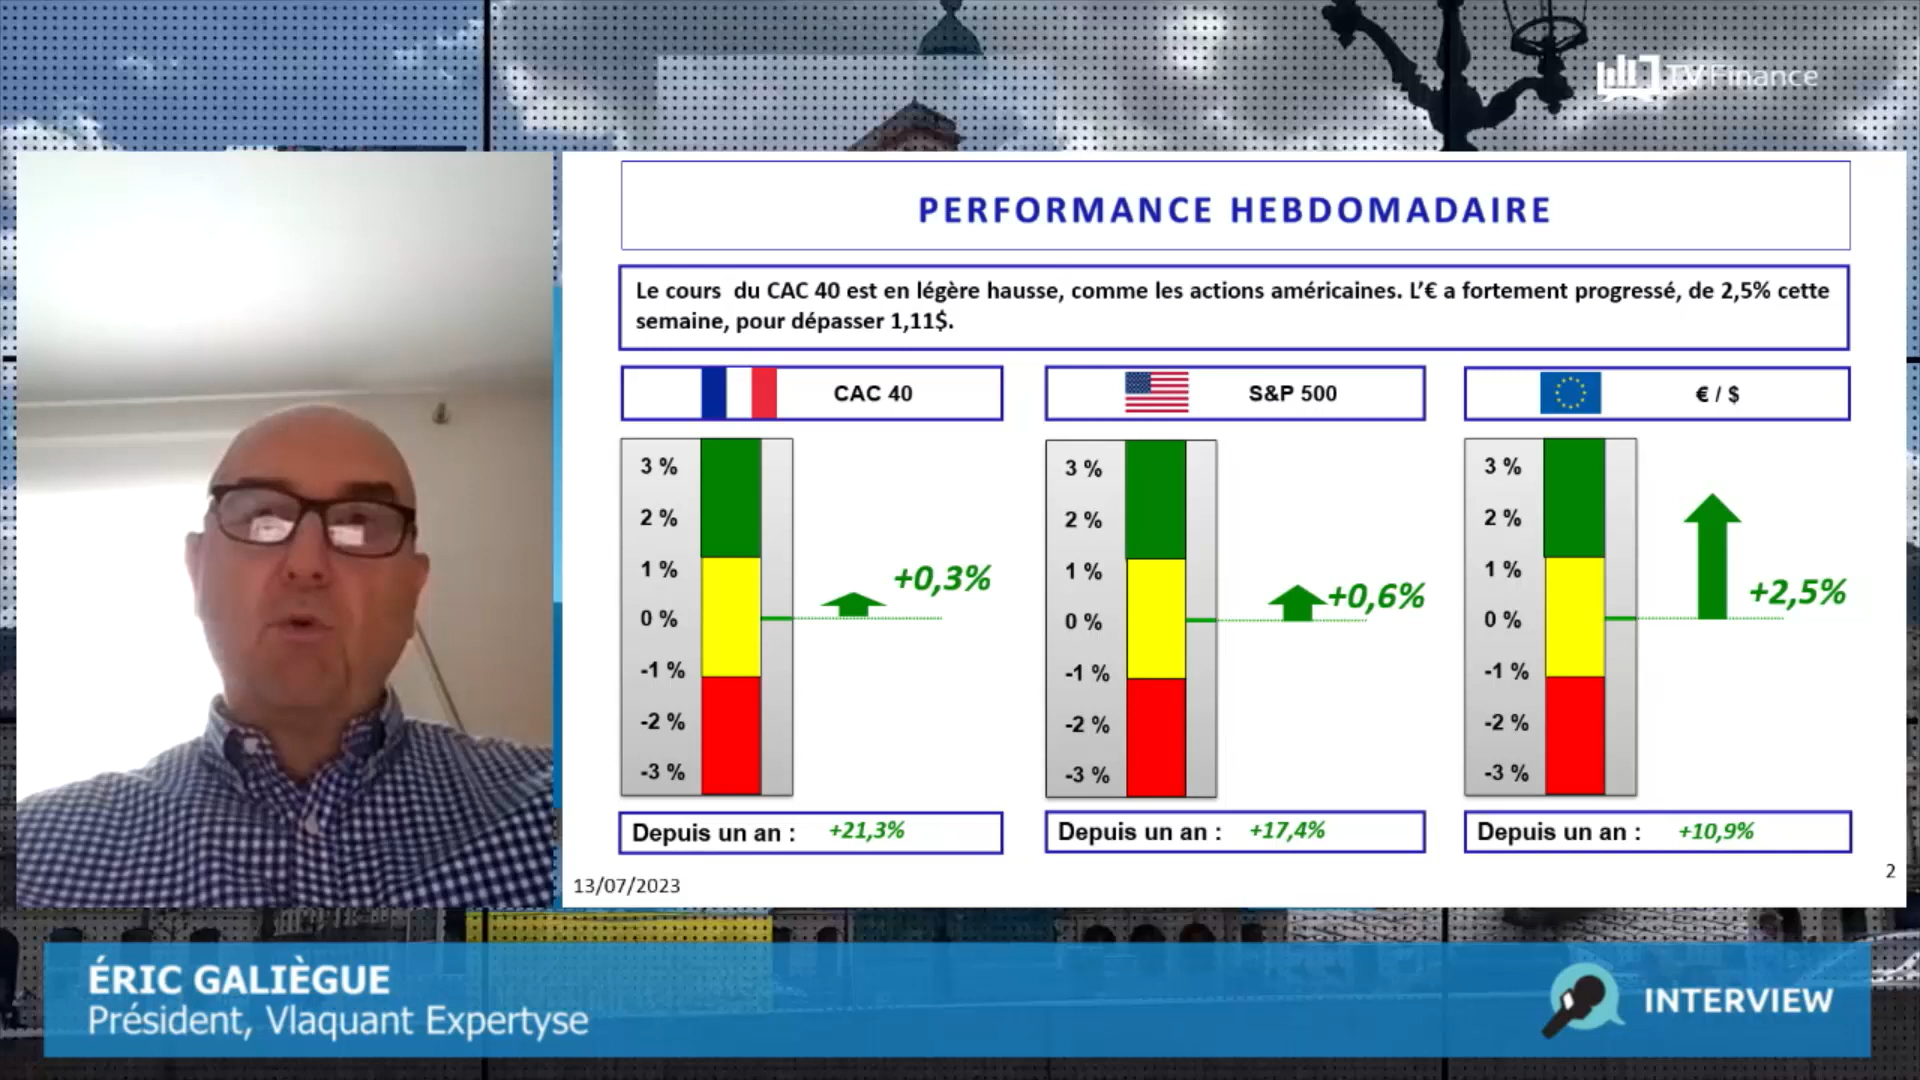 TV Finance
PERFORMANCE HEBDOMADAIRE
Le cours du CAC 40 est en légère hausse, comme les actions américaines. L’€ a fortement progressé, de 2,5% cette
semaine, pour dépasser 1,11$.
CAC 40
3 %
2 %
1 %
0 %
-1 %
-2 %
-3 %
+0,3%
Depuis un an : +21,3%
S&P 500
3 %
2 %
1 %
0 %
-1 %
-2 %
-3 %
+0,6%
Depuis un an : +17,4%
€ / $
3 %
2 %
1 %
0 %
-1 %
-2 %
-3 %
+2,5%
Depuis un an : +10,9%
13/07/2023
2
ÉRIC GALIÈGUE
Président, Vlaquant Expertyse
INTERVIEW